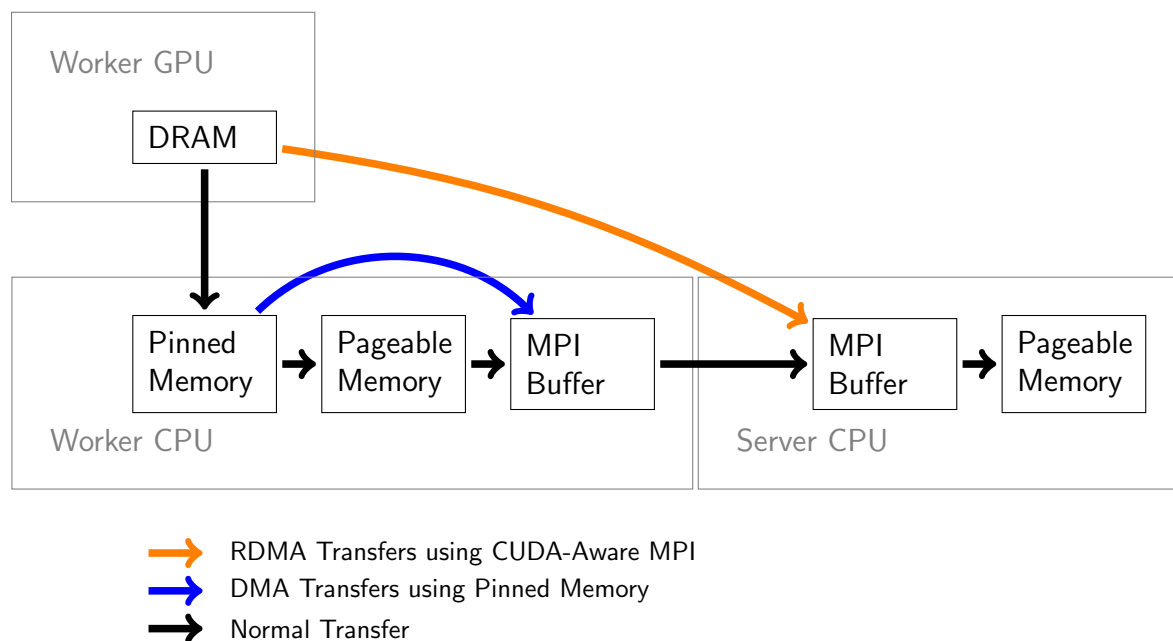 Worker GPU
DRAM
Pinned
Memory
Pageable
Memory
MPI
Buffer
MPI
Buffer
Pageable
Memory
Worker CPU
Server CPU
RDMA Transfers using CUDA-Aware MPI
DMA Transfers using Pinned Memory
Normal Transfer